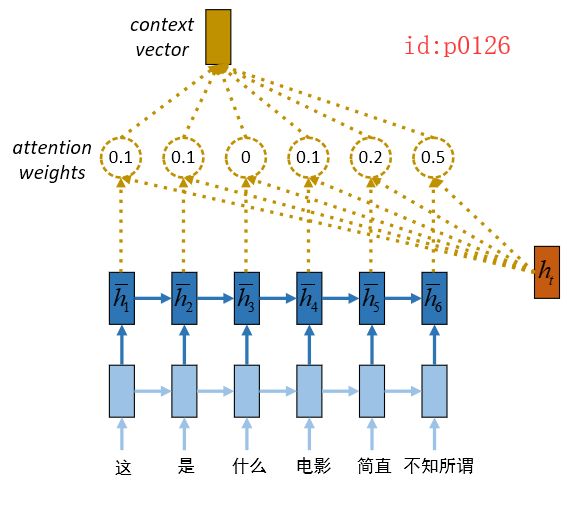 context
vector
id:p0126
attention
weights
0.1 0.1 0 0.1 0.2 0.5
h̅₁ h̅₂ h̅₃ h̅₄ h̅₅ h̅₆
hₜ
这 是 什么 电影 简直 不知所谓